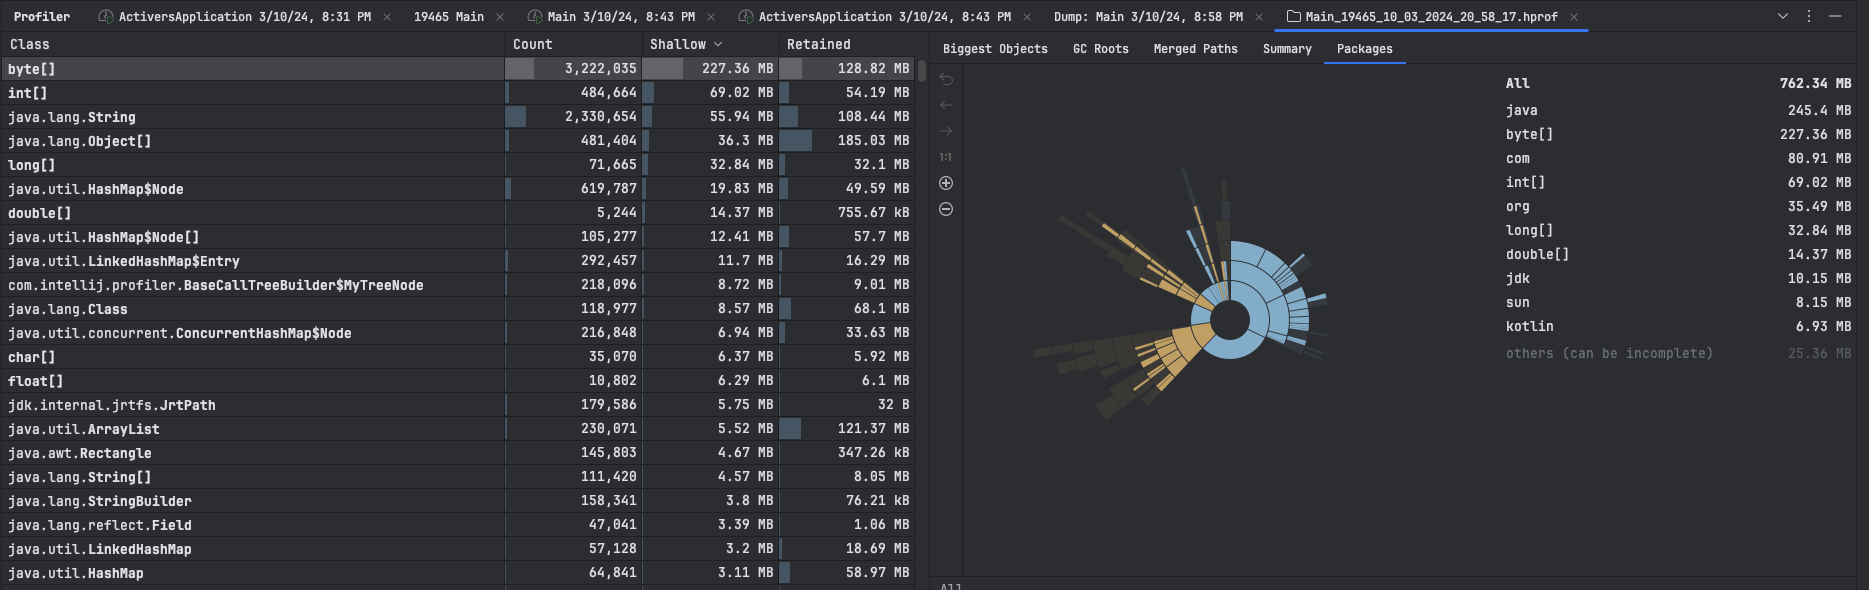 Profiler ActiversApplication 3/10/24, 8:31 PM × 19465 Main × Main 3/10/24, 8:43 PM × ActiversApplication 3/10/24, 8:43 PM × Dump: Main 3/10/24, 8:58 PM × Main_19465_10_03_2024_20_58_17.hprof ×
Class Count Shallow Retained
byte[] 3,222,035 227.36 MB 128.82 MB
int[] 484,664 69.02 MB 54.19 MB
java.lang.String 2,330,654 55.94 MB 108.44 MB
java.lang.Object[] 481,404 36.3 MB 185.03 MB
long[] 71,665 32.84 MB 32.1 MB
java.util.HashMap$Node 619,787 19.83 MB 49.59 MB
double[] 5,244 14.37 MB 755.67 kB
java.util.HashMap$Node[] 105,277 12.41 MB 57.7 MB
java.util.LinkedHashMap$Entry 292,457 11.7 MB 16.29 MB
com.intellij.profiler.BaseCallTreeBuilder$MyTreeNode 218,096 8.72 MB 9.01 MB
java.lang.Class 118,977 8.57 MB 68.1 MB
java.util.concurrent.ConcurrentHashMap$Node 216,848 6.94 MB 33.63 MB
char[] 35,070 6.37 MB 5.92 MB
float[] 10,802 6.29 MB 6.1 MB
jdk.internal.jrtfs.JrtPath 179,586 5.75 MB 32 B
java.util.ArrayList 230,071 5.52 MB 121.37 MB
java.awt.Rectangle 145,803 4.67 MB 347.26 kB
java.lang.String[] 111,420 4.57 MB 8.05 MB
java.lang.StringBuilder 158,341 3.8 MB 76.21 kB
java.lang.reflect.Field 47,041 3.39 MB 1.06 MB
java.util.LinkedHashMap 57,128 3.2 MB 18.69 MB
java.util.HashMap 64,841 3.11 MB 58.97 MB
Biggest Objects GC Roots Merged Paths Summary Packages
1:1
All 762.34 MB
java 245.4 MB
byte[] 227.36 MB
com 80.91 MB
int[] 69.02 MB
org 35.49 MB
long[] 32.84 MB
double[] 14.37 MB
jdk 10.15 MB
sun 8.15 MB
kotlin 6.93 MB
others (can be incomplete) 25.36 MB
All